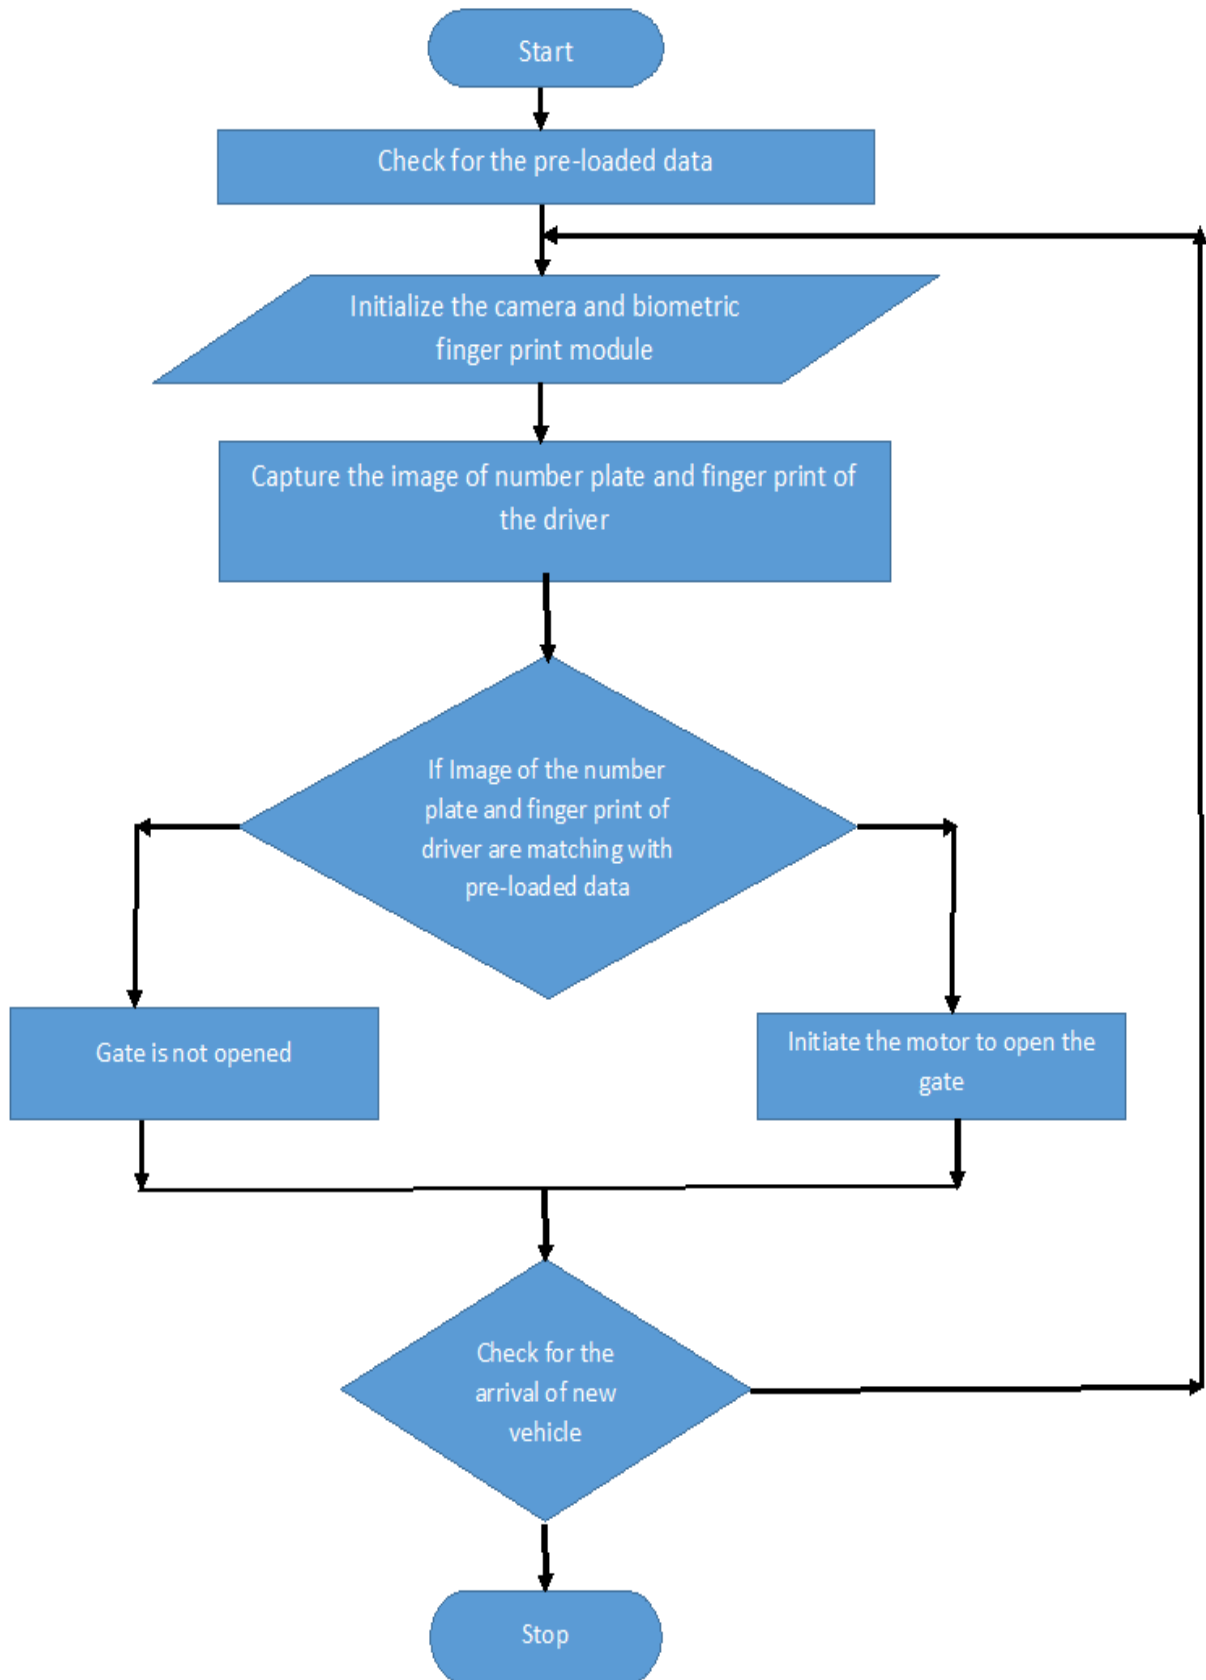 Start
Check for the pre-loaded data
Initialize the camera and biometric
finger print module
Capture the image of number plate and finger print of
the driver
If Image of the number
plate and finger print of
driver are matching with
pre-loaded data
Gate is not opened
Initiate the motor to open the
gate
Check for the
arrival of new
vehicle
Stop